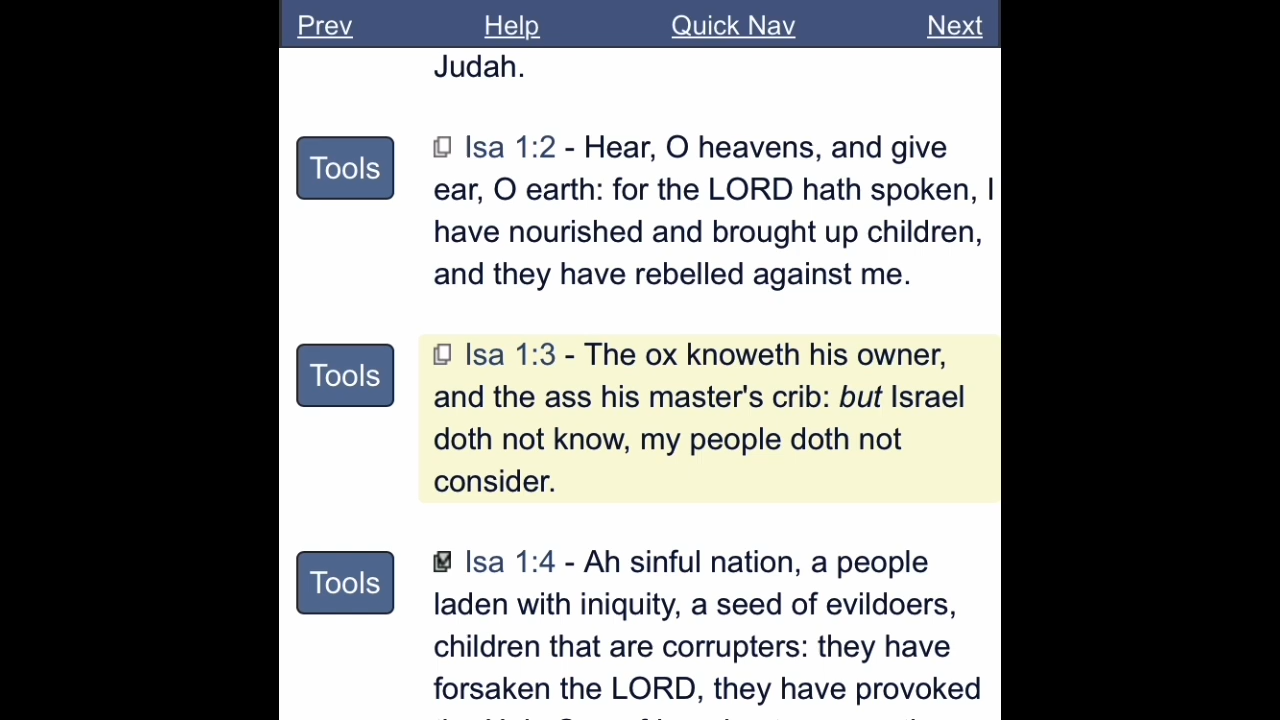 Prev Help Quick Nav Next
Judah.
Tools
Isa 1:2 - Hear, O heavens, and give
ear, O earth: for the LORD hath spoken, I
have nourished and brought up children,
and they have rebelled against me.
Tools
Isa 1:3 - The ox knoweth his owner,
and the ass his master's crib: but Israel
doth not know, my people doth not
consider.
Tools
Isa 1:4 - Ah sinful nation, a people
laden with iniquity, a seed of evildoers,
children that are corrupters: they have
forsaken the LORD, they have provoked